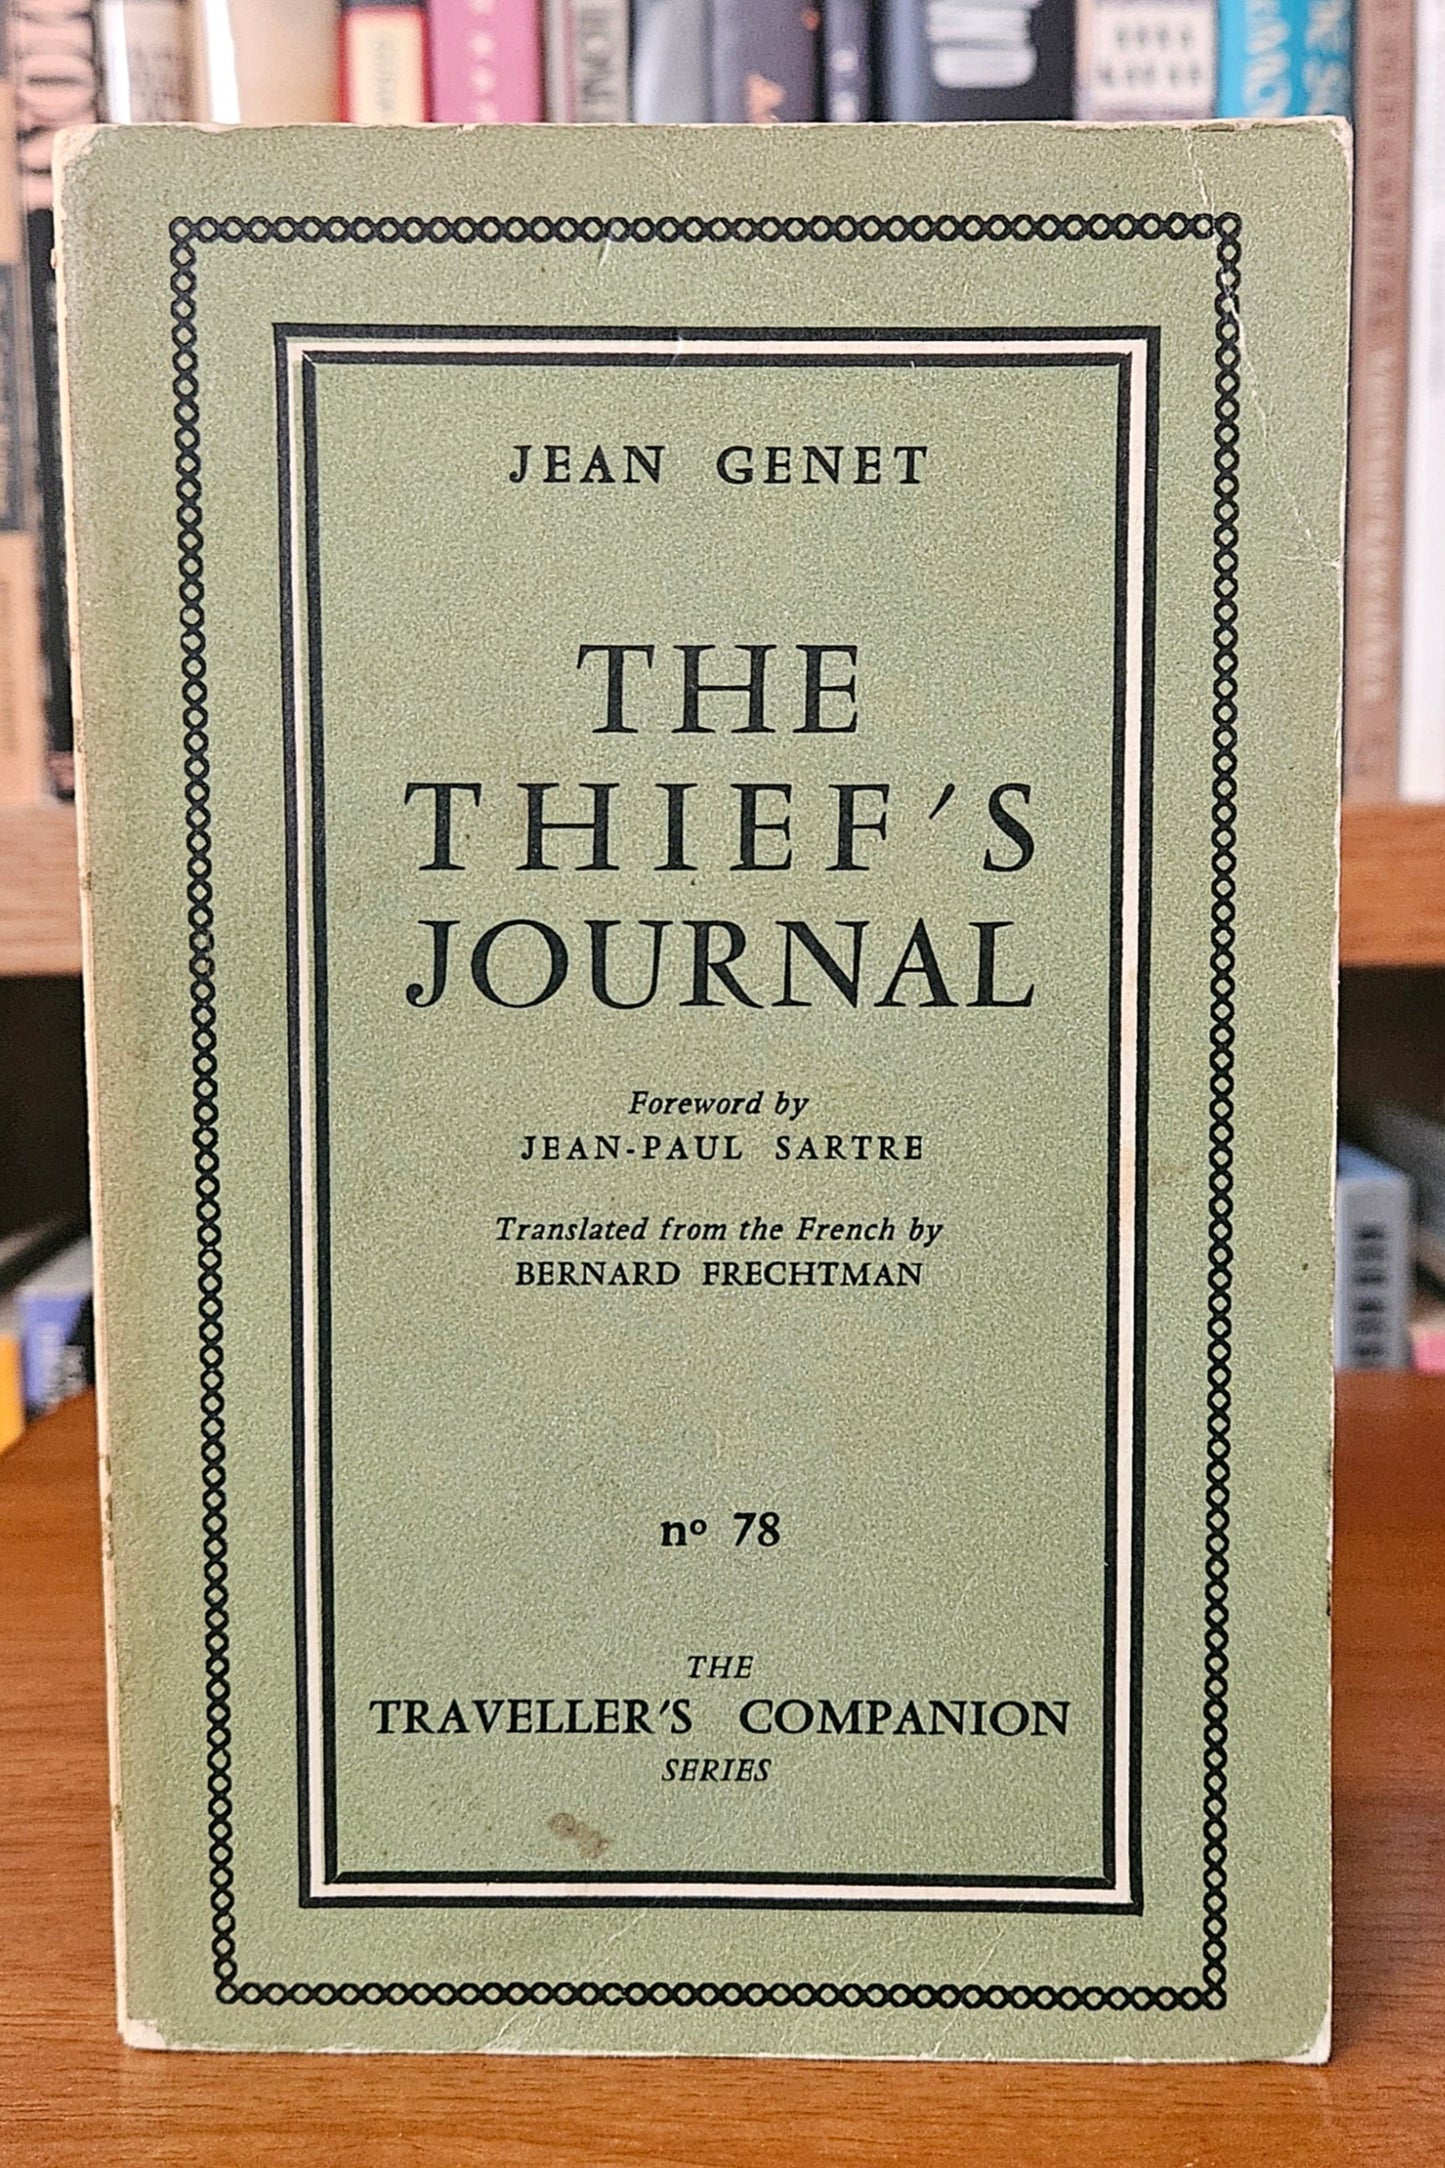 JEAN GENET
THE
THIEF'S
JOURNAL
Foreword by
JEAN-PAUL SARTRE
Translated from the French by
BERNARD FRECHTMAN
nº 78
THE
TRAVELLER'S COMPANION
SERIES